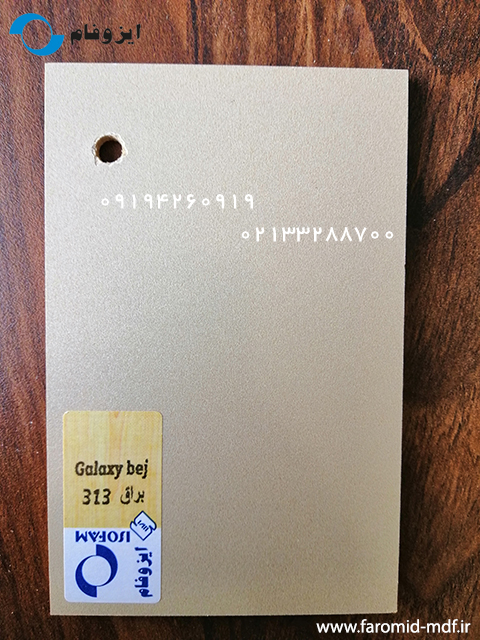 ایزوفام
۰۹۱۹۴۲۶۰۹۱۹
۰۲۱۳۳۲۸۸۷۰۰
Galaxy bej
براق 313
ISOFAM
ایزوفام
www.faromid-mdf.ir